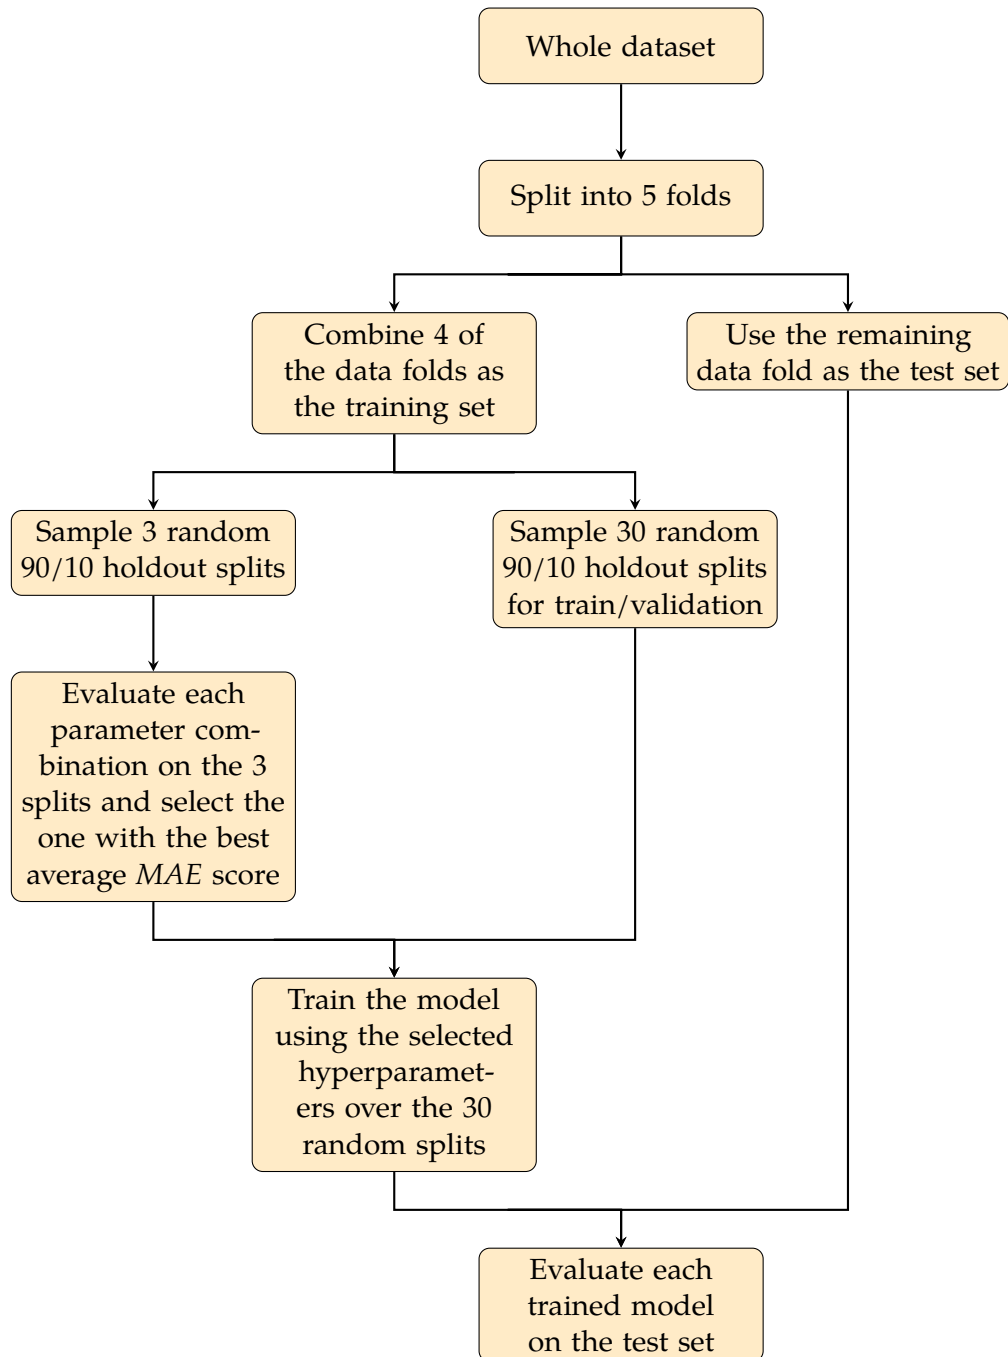 Whole dataset
Split into 5 folds
Combine 4 of
the data folds as
the training set
Use the remaining
data fold as the test set
Sample 3 random
90/10 holdout splits
Sample 30 random
90/10 holdout splits
for train/validation
Evaluate each
parameter com-
bination on the 3
splits and select the
one with the best
average MAE score
Train the model
using the selected
hyperparamet-
ers over the 30
random splits
Evaluate each
trained model
on the test set